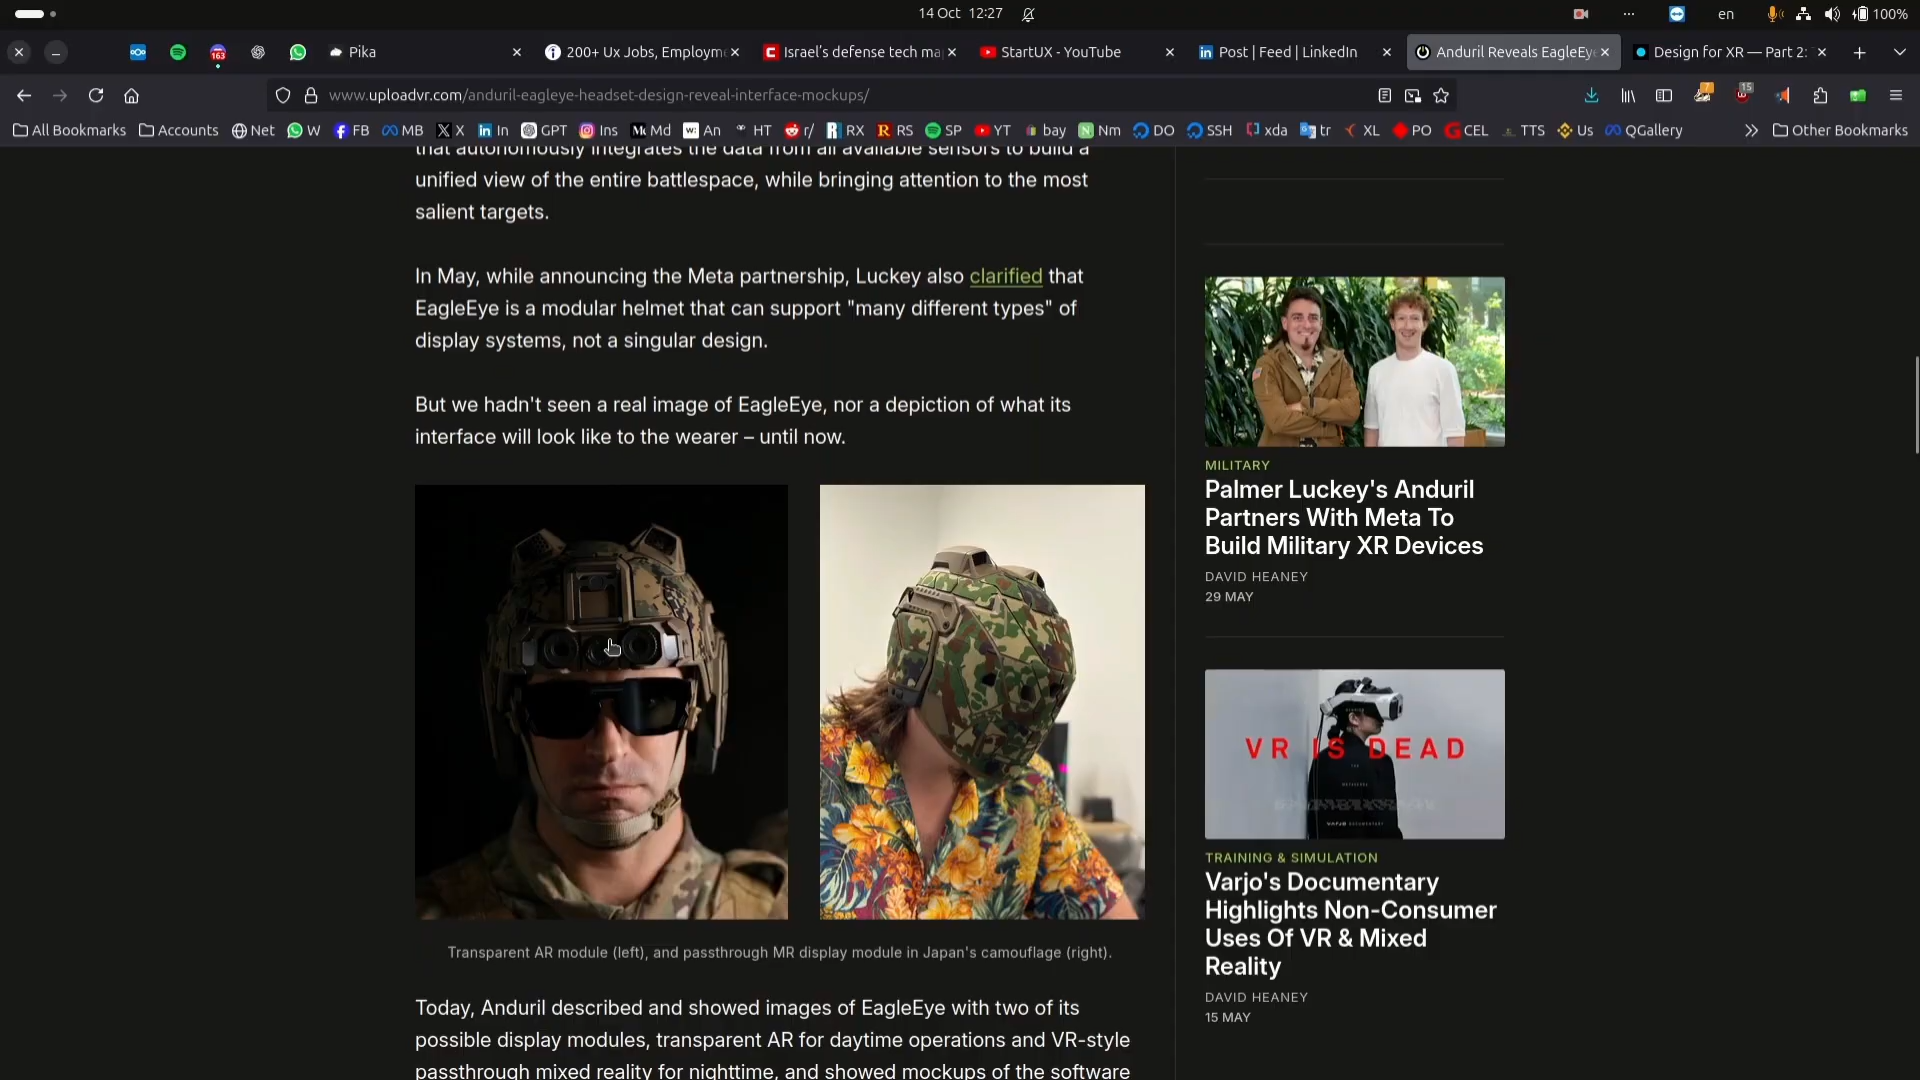 14 Oct 12:27
en
100%
163
Pika
200+ Ux Jobs, Employm
Israel's defense tech ma
StartUX - YouTube
Post | Feed | LinkedIn
Anduril Reveals EagleEy
Design for XR — Part 2:
www.uploadvr.com/anduril-eagleeye-headset-design-reveal-interface-mockups/
7
15
All Bookmarks
Accounts
Net
W
FB
MB
X
In
GPT
Ins
Md
An
HT
r/
RX
RS
SP
YT
bay
Nm
DO
SSH
xda
tr
XL
PO
CEL
TTS
Us
QGallery
Other Bookmarks
that autonomously integrates the data from all available sensors to build a
unified view of the entire battlespace, while bringing attention to the most
salient targets.
In May, while announcing the Meta partnership, Luckey also clarified that
EagleEye is a modular helmet that can support "many different types" of
display systems, not a singular design.
But we hadn't seen a real image of EagleEye, nor a depiction of what its
interface will look like to the wearer – until now.
Transparent AR module (left), and passthrough MR display module in Japan's camouflage (right).
Today, Anduril described and showed images of EagleEye with two of its
possible display modules, transparent AR for daytime operations and VR-style
passthrough mixed reality for nighttime, and showed mockups of the software
MILITARY
Palmer Luckey's Anduril
Partners With Meta To
Build Military XR Devices
DAVID HEANEY
29 MAY
VR IS DEAD
TRAINING & SIMULATION
Varjo's Documentary
Highlights Non-Consumer
Uses Of VR & Mixed
Reality
DAVID HEANEY
15 MAY